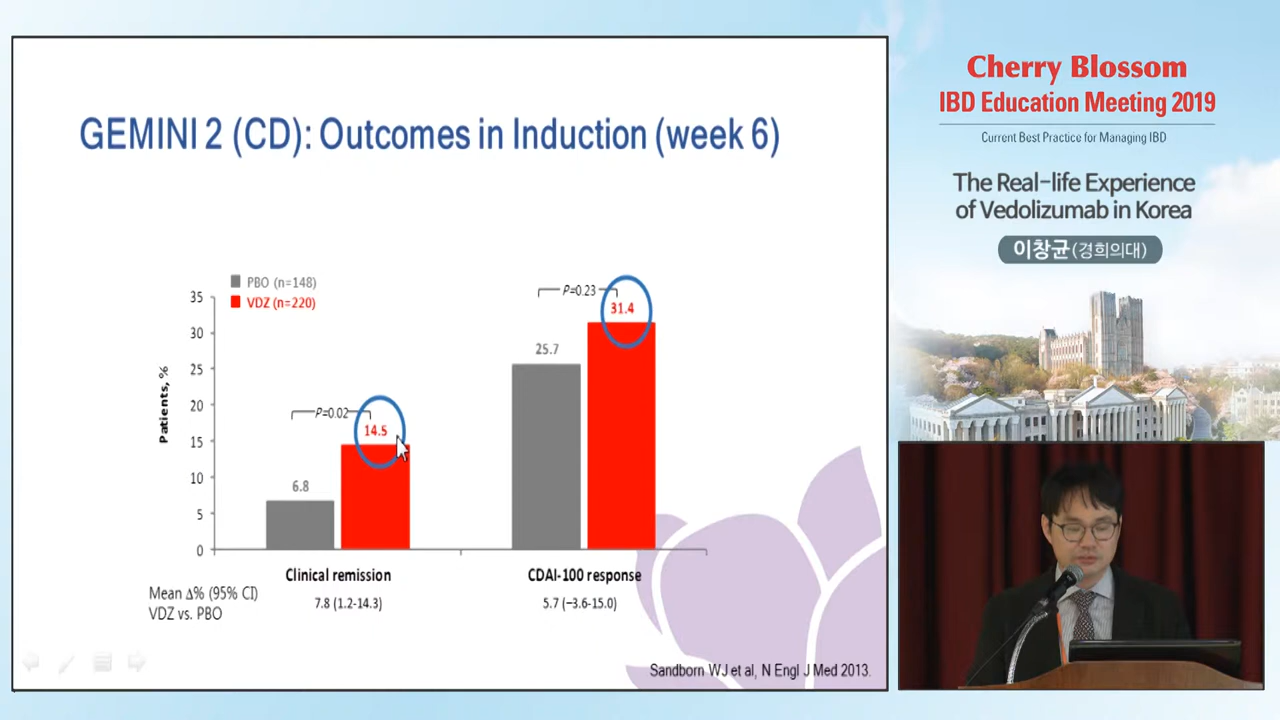 GEMINI 2 (CD): Outcomes in Induction (week 6)
PBO (n=148)
VDZ (n=220)
Patients, %
35
30
25
20
15
10
5
0
P=0.02
6.8
14.5
P=0.23
25.7
31.4
Clinical remission
CDAI-100 response
Mean Δ% (95% CI)
VDZ vs. PBO
7.8 (1.2-14.3)
5.7 (−3.6-15.0)
Sandborn WJ et al, N Engl J Med 2013.
Cherry Blossom
IBD Education Meeting 2019
Current Best Practice for Managing IBD
The Real-life Experience
of Vedolizumab in Korea
이창균(경희의대)